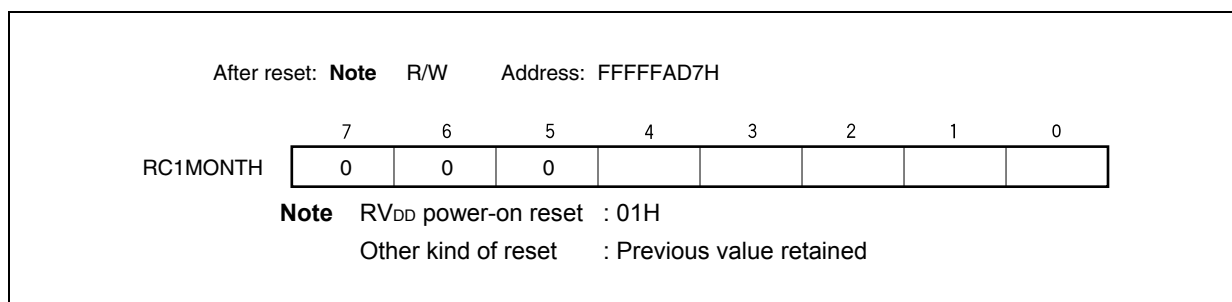 After reset: Note R/W Address: FFFFFAD7H
7 6 5 4 3 2 1 0
RC1MONTH 0 0 0
Note RVDD power-on reset : 01H
Other kind of reset : Previous value retained